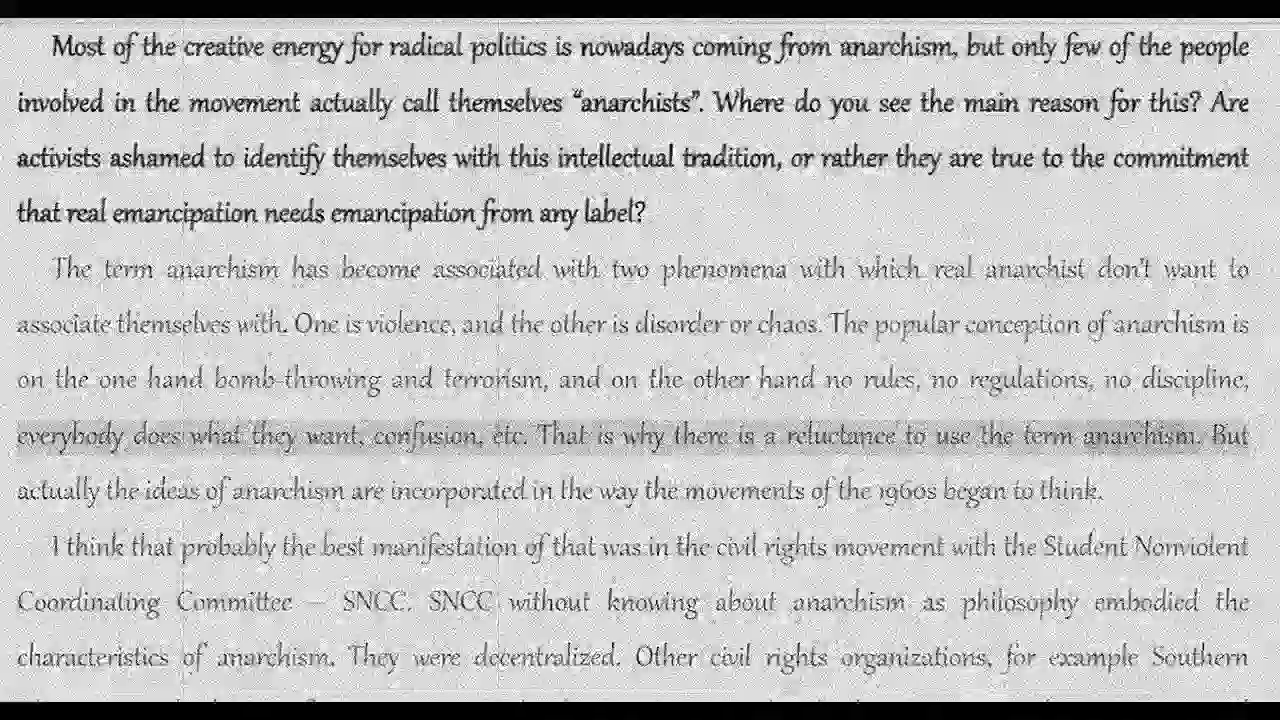 Most of the creative energy for radical politics is nowadays coming from anarchism, but only few of the people
involved in the movement actually call themselves “anarchists”. Where do you see the main reason for this? Are
activists ashamed to identify themselves with this intellectual tradition, or rather they are true to the commitment
that real emancipation needs emancipation from any label?
The term anarchism has become associated with two phenomena with which real anarchist don't want to
associate themselves with. One is violence, and the other is disorder or chaos. The popular conception of anarchism is
on the one hand bomb-throwing and terrorism, and on the other hand no rules, no regulations, no discipline,
everybody does what they want, confusion, etc. That is why there is a reluctance to use the term anarchism. But
actually the ideas of anarchism are incorporated in the way the movements of the 1960s began to think.
I think that probably the best manifestation of that was in the civil rights movement with the Student Nonviolent
Coordinating Committee – SNCC. SNCC without knowing about anarchism as philosophy embodied the
characteristics of anarchism. They were decentralized. Other civil rights organizations, for example Southern